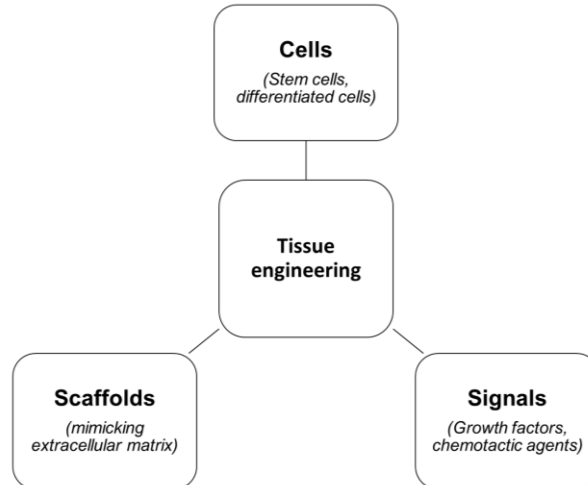 Cells
(Stem cells,
differentiated cells)
Tissue
engineering
Scaffolds
(mimicking
extracellular matrix)
Signals
(Growth factors,
chemotactic agents)